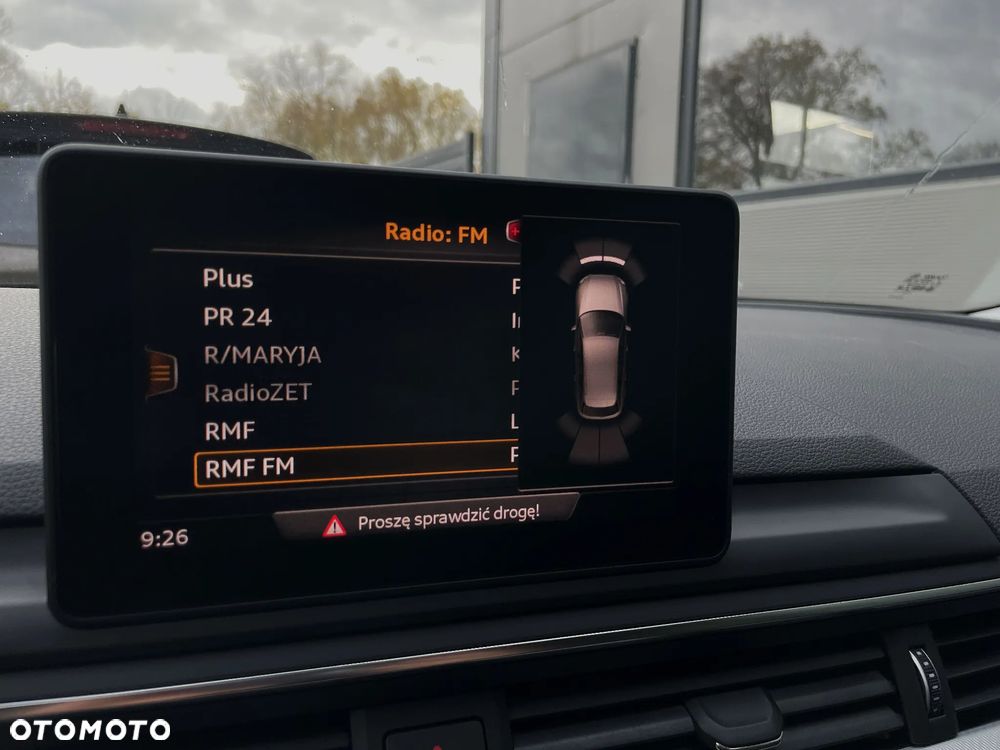 Radio: FM
Plus
PR 24
R/MARYJA
RadioZET
RMF
RMF FM
Proszę sprawdzić drogę!
9:26
OTOMOTO